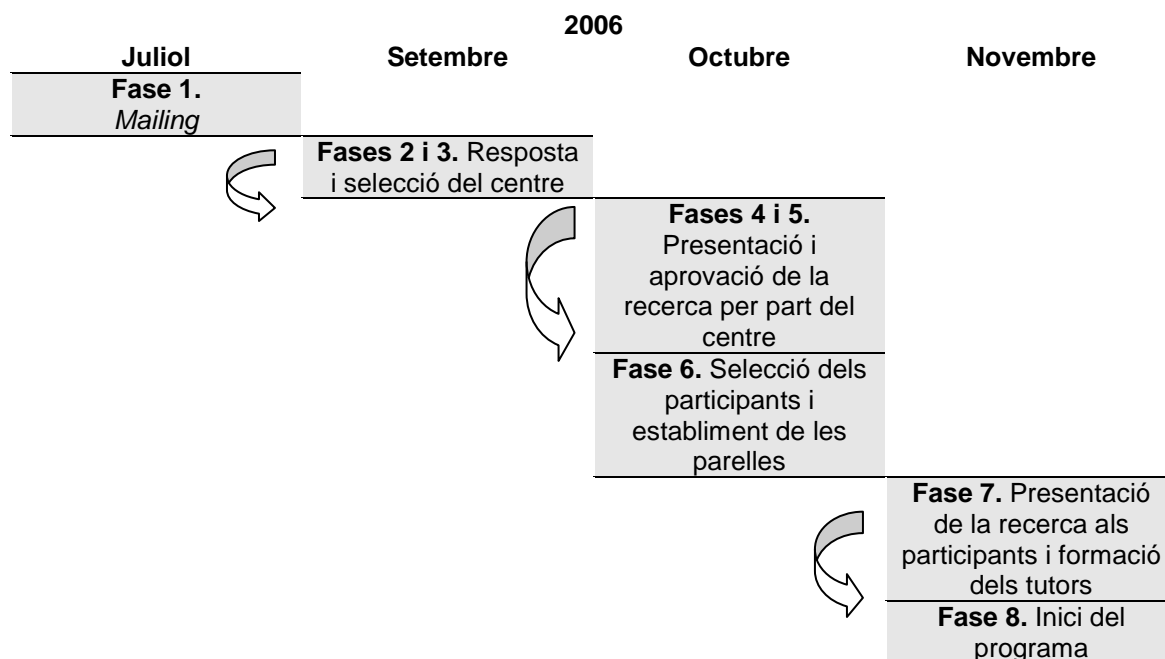 2006
Juliol Setembre Octubre Novembre
Fase 1.
Mailing
Fases 2 i 3. Resposta
i selecció del centre
Fases 4 i 5.
Presentació i
aprovació de la
recerca per part del
centre
Fase 6. Selecció dels
participants i
establiment de les
parelles
Fase 7. Presentació
de la recerca als
participants i formació
dels tutors
Fase 8. Inici del
programa